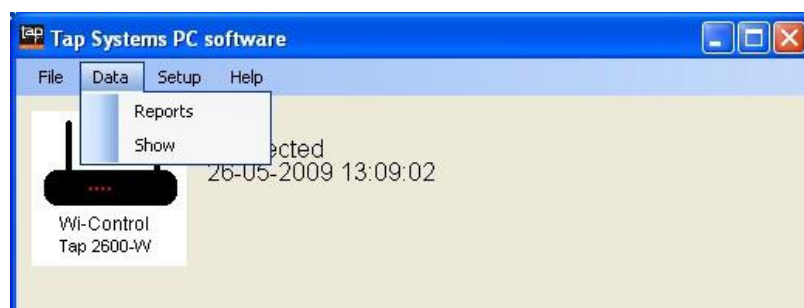 tap Tap Systems PC software
File Data Setup Help
Reports
Show
26-05-2009 13:09:02
Wi-Control
Tap 2600-W